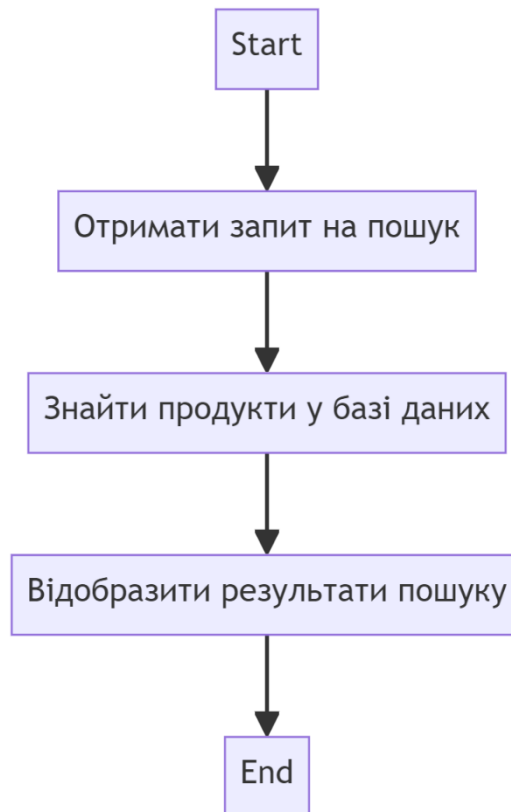 Start
Отримати запит на пошук
Знайти продукти у базі даних
Відобразити результати пошуку
End